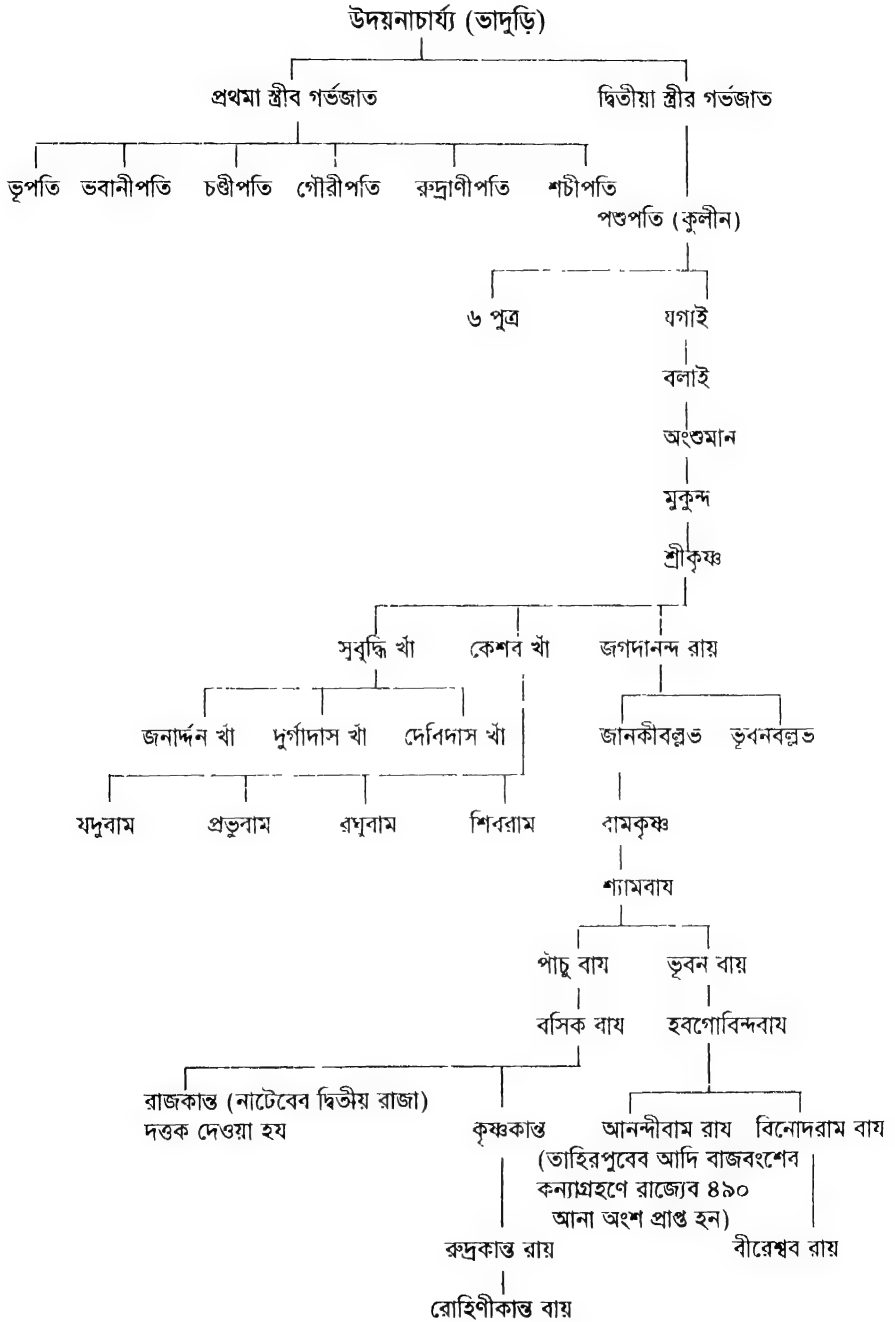 উদয়নাচার্য্য (ভাদুড়ি)
প্রথমা স্ত্রীব গর্ভজাত
দ্বিতীয়া স্ত্রীর গর্ভজাত
ভূপতি ভবানীপতি চণ্ডীপতি গৌরীপতি রুদ্রাণীপতি শচীপতি
পশুপতি (কুলীন)
৬ পুত্র যগাই
বলাই
অংশুমান
মুকুন্দ
শ্রীকৃষ্ণ
সুবুদ্ধি খাঁ কেশব খাঁ জগদানন্দ রায়
জনার্দ্দন খাঁ দুর্গাদাস খাঁ দেবিদাস খাঁ জানকীবল্লভ ভূবনবল্লভ
যদুবাম প্রভুবাম রঘুবাম শিবরাম বামকৃষ্ণ
শ্যামবায
পাঁচু বায ভূবন বায়
বসিক বায হবগোবিন্দবায
রাজকান্ত (নাটৈবেব দ্বিতীয় রাজা)
দত্তক দেওয়া হয
কৃষ্ণকান্ত আনন্দীবাম রায বিনোদরাম বায
(তাহিরপুবেব আদি বাজবংশেব
কন্যাগ্রহণে রাজ্যেব ৪৯০
আনা অংশ প্রাপ্ত হন)
রুদ্রকান্ত রায় বীরেশ্বব রায়
রোহিণীকান্ত বায়